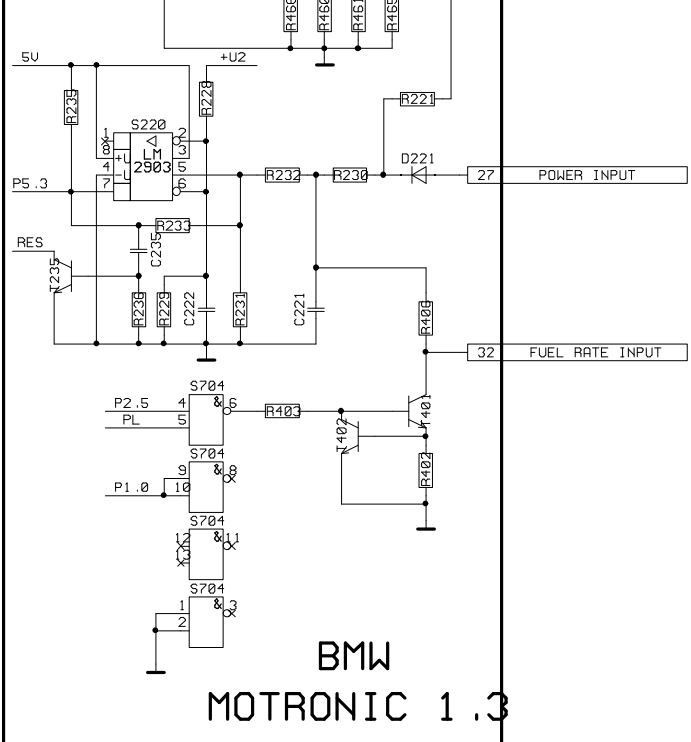 R466 R460 R461 R465
5V
+U2
R235
R228
R221
S220
1
2
8
3
LM
2903
+U
4
-U
5
7
6
D221
27 POWER INPUT
R232
R230
P5.3
R233
RES
C235
T235
R236
R229
C222
R231
C221
R400
32 FUEL RATE INPUT
S704
P2.5
4
&
6
PL
5
R403
T401
T402
S704
9
&
8
P1.0
10
R402
S704
12
&
11
13
S704
1
&
3
2
BMW
MOTRONIC 1.3